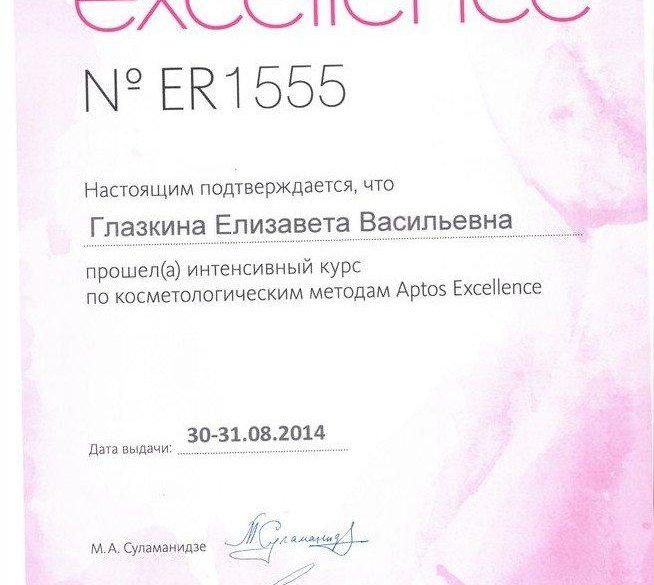 excellence
Nº ER1555
Настоящим подтверждается, что
Глазкина Елизавета Васильевна
прошел(а) интенсивный курс
по косметологическим методам Aptos Excellence
Дата выдачи: 30-31.08.2014
М.А. Суламанидзе